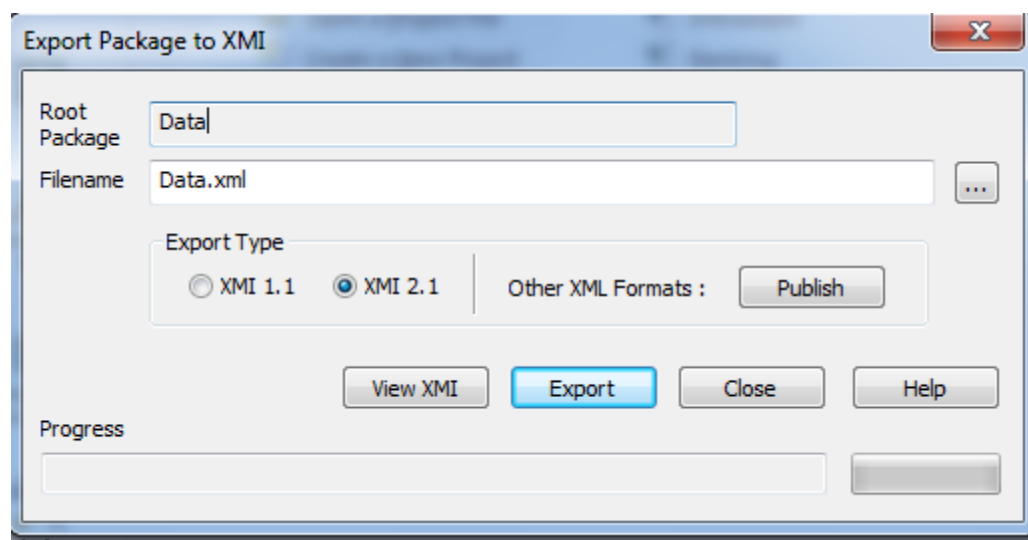 Export Package to XMI
Root
Package
Data
Filename
Data.xml
...
Export Type
XMI 1.1
XMI 2.1
Other XML Formats :
Publish
View XMI
Export
Close
Help
Progress